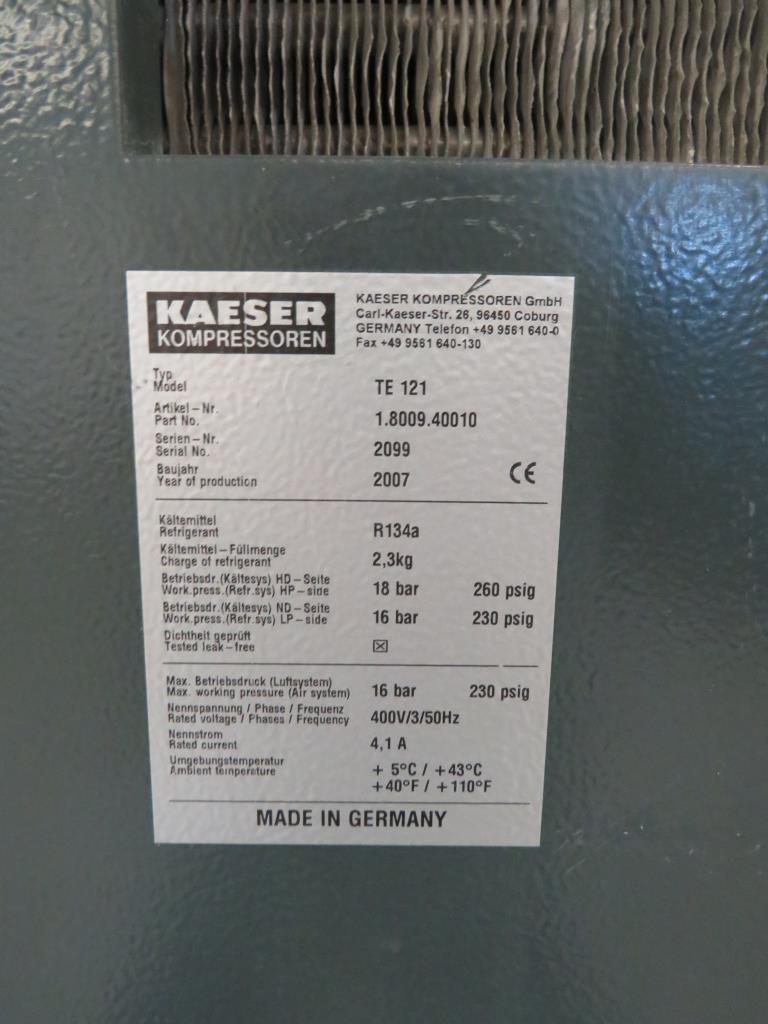 KAESER
KOMPRESSOREN
KAESER KOMPRESSOREN GmbH
Carl-Kaeser-Str. 26, 96450 Coburg
GERMANY Telefon +49 9561 640-0
Fax +49 9561 640-130
Typ
Model TE 121
Artikel-Nr.
Part No. 1.8009.40010
Serien-Nr.
Serial No. 2099
Baujahr
Year of production 2007 CE
Kältemittel
Refrigerant R134a
Kältemittel-Füllmenge
Charge of refrigerant 2,3kg
Betriebsdr.(Kältesys) HD-Seite
Work.press.(Refr.sys) HP-side 18 bar 260 psig
Betriebsdr.(Kältesys) ND-Seite
Work.press.(Refr.sys) LP-side 16 bar 230 psig
Dichtheit geprüft
Tested leak-free ☒
Max. Betriebsdruck (Luftsystem)
Max. working pressure (Air system) 16 bar 230 psig
Nennspannung / Phase / Frequenz
Rated voltage / Phases / Frequency 400V/3/50Hz
Nennstrom
Rated current 4,1 A
Umgebungstemperatur
Ambient temperature + 5°C / +43°C
+40°F / +110°F
MADE IN GERMANY